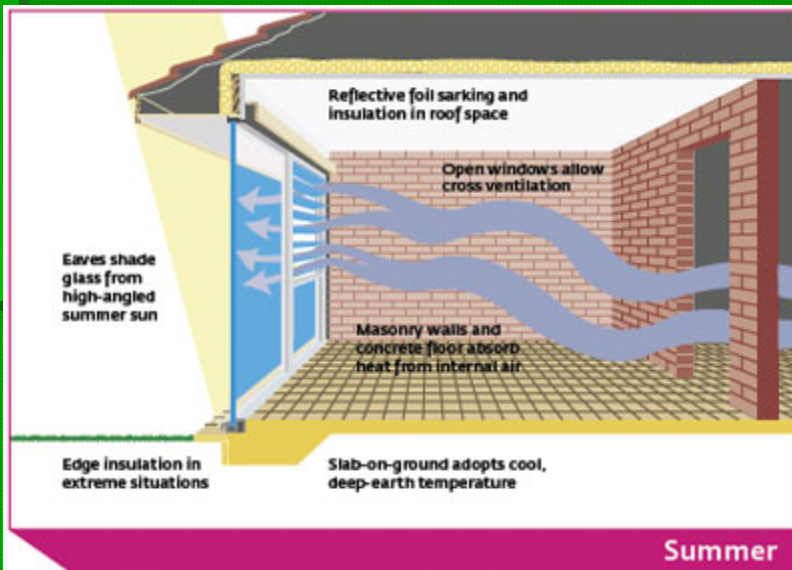 Reflective foil sarking and
insulation in roof space
Open windows allow
cross ventilation
Eaves shade
glass from
high-angled
summer sun
Masonry walls and
concrete floor absorb
heat from internal air
Edge insulation in
extreme situations
Slab-on-ground adopts cool,
deep-earth temperature
Summer